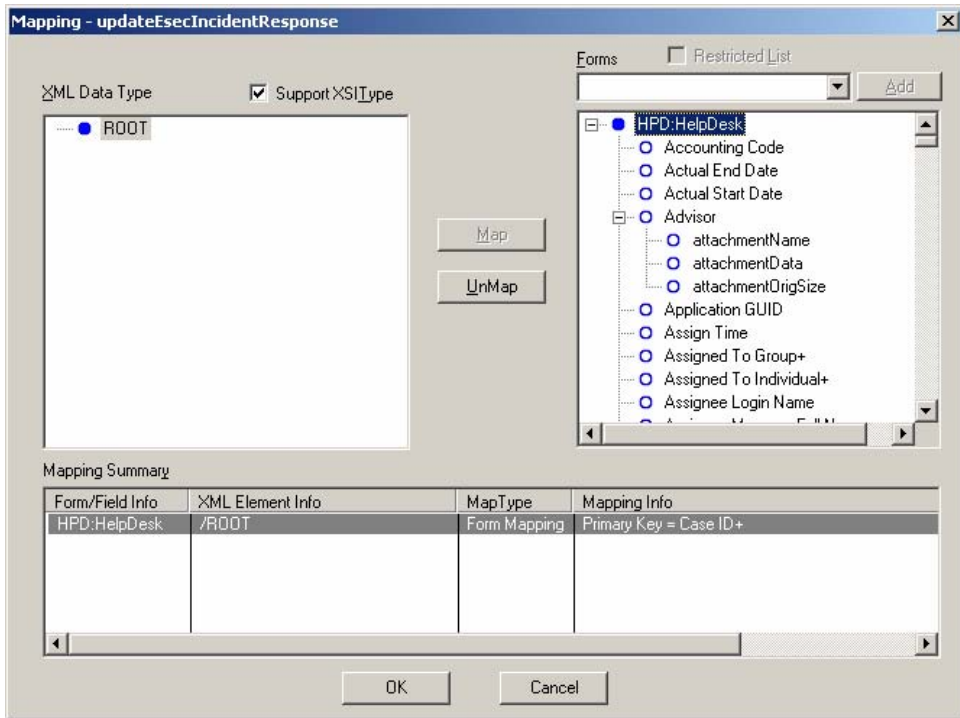 Mapping - updateEsecIncidentResponse
XML Data Type
Support XSIType
Forms
Restricted List
Add
ROOT
HPD:HelpDesk
Accounting Code
Actual End Date
Actual Start Date
Advisor
attachmentName
attachmentData
attachmentOrigSize
Application GUID
Assign Time
Assigned To Group+
Assigned To Individual+
Assignee Login Name
Map
UnMap
Mapping Summary
Form/Field Info XML Element Info MapType Mapping Info
HPD:HelpDesk /ROOT Form Mapping Primary Key = Case ID+
OK Cancel